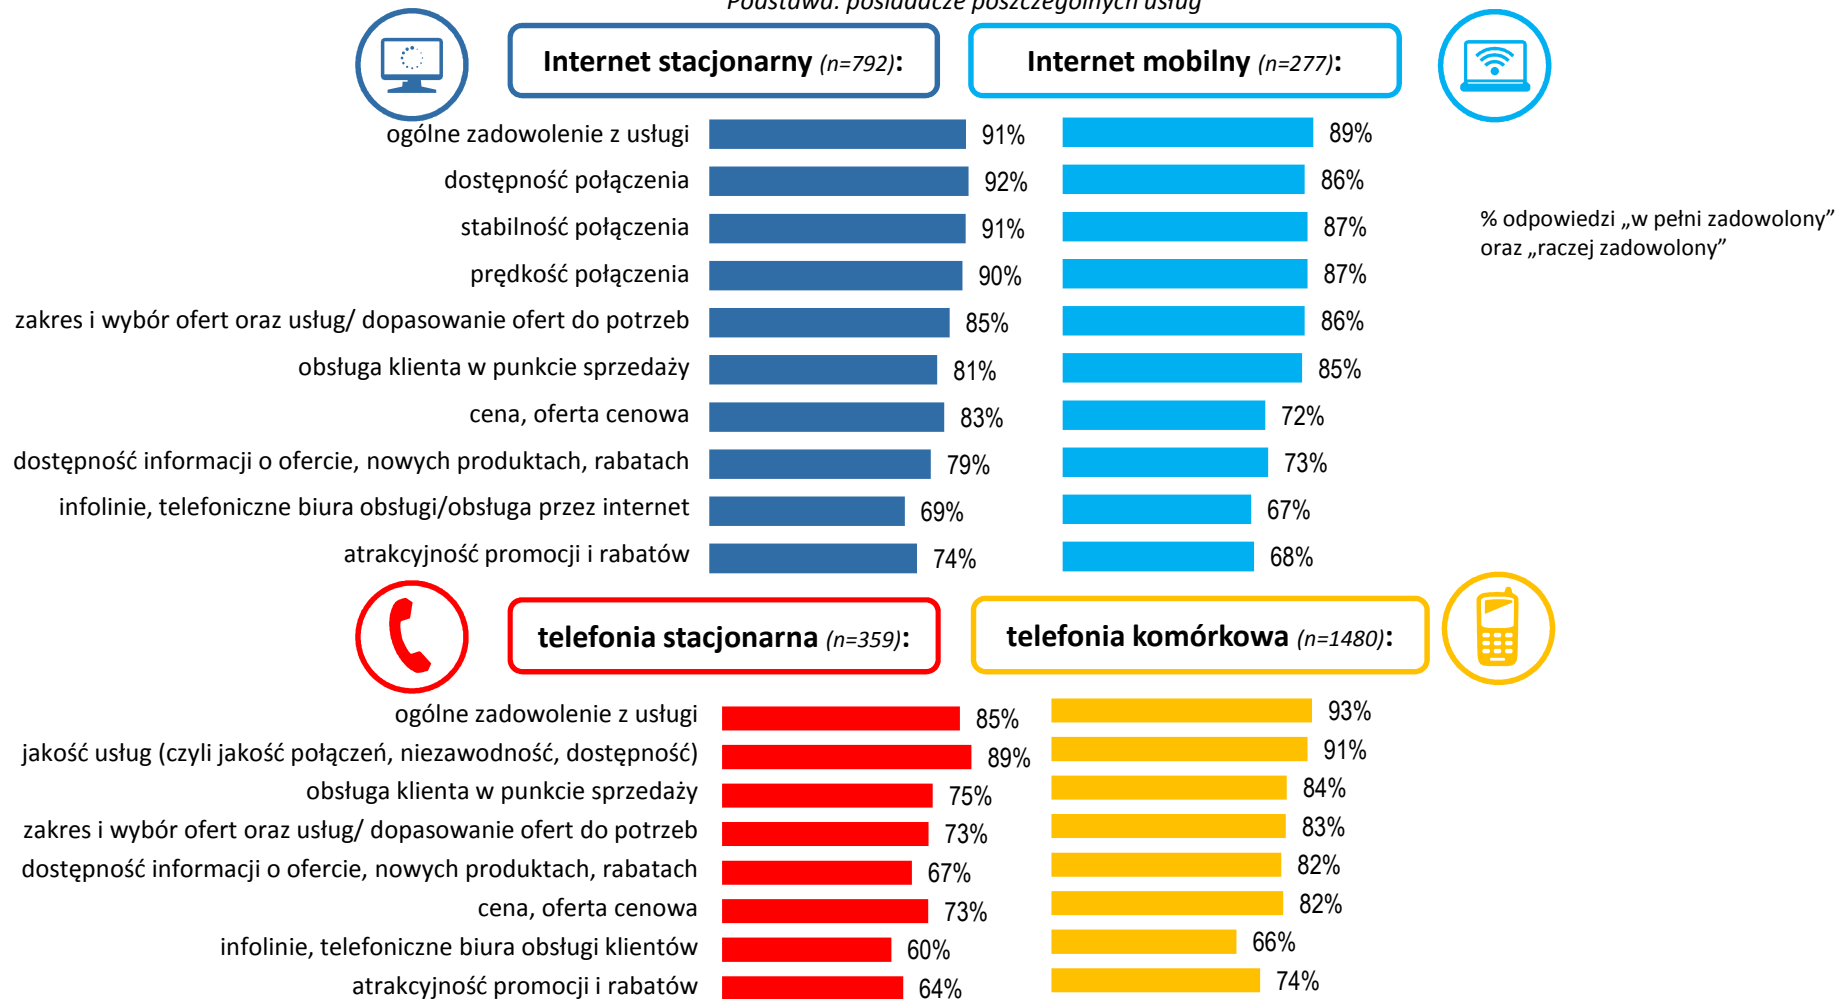 Podstawa: posiadacze poszczególnych usług
Internet stacjonarny (n=792):
Internet mobilny (n=277):
ogólne zadowolenie z usługi 91% 89%
dostępność połączenia 92% 86%
stabilność połączenia 91% 87%
prędkość połączenia 90% 87%
zakres i wybór ofert oraz usług/ dopasowanie ofert do potrzeb 85% 86%
obsługa klienta w punkcie sprzedaży 81% 85%
cena, oferta cenowa 83% 72%
dostępność informacji o ofercie, nowych produktach, rabatach 79% 73%
infolinie, telefoniczne biura obsługi/obsługa przez internet 69% 67%
atrakcyjność promocji i rabatów 74% 68%
% odpowiedzi „w pełni zadowolony”
oraz „raczej zadowolony”
telefonia stacjonarna (n=359):
telefonia komórkowa (n=1480):
ogólne zadowolenie z usługi 85% 93%
jakość usług (czyli jakość połączeń, niezawodność, dostępność) 89% 91%
obsługa klienta w punkcie sprzedaży 75% 84%
zakres i wybór ofert oraz usług/ dopasowanie ofert do potrzeb 73% 83%
dostępność informacji o ofercie, nowych produktach, rabatach 67% 82%
cena, oferta cenowa 73% 82%
infolinie, telefoniczne biura obsługi klientów 60% 66%
atrakcyjność promocji i rabatów 64% 74%